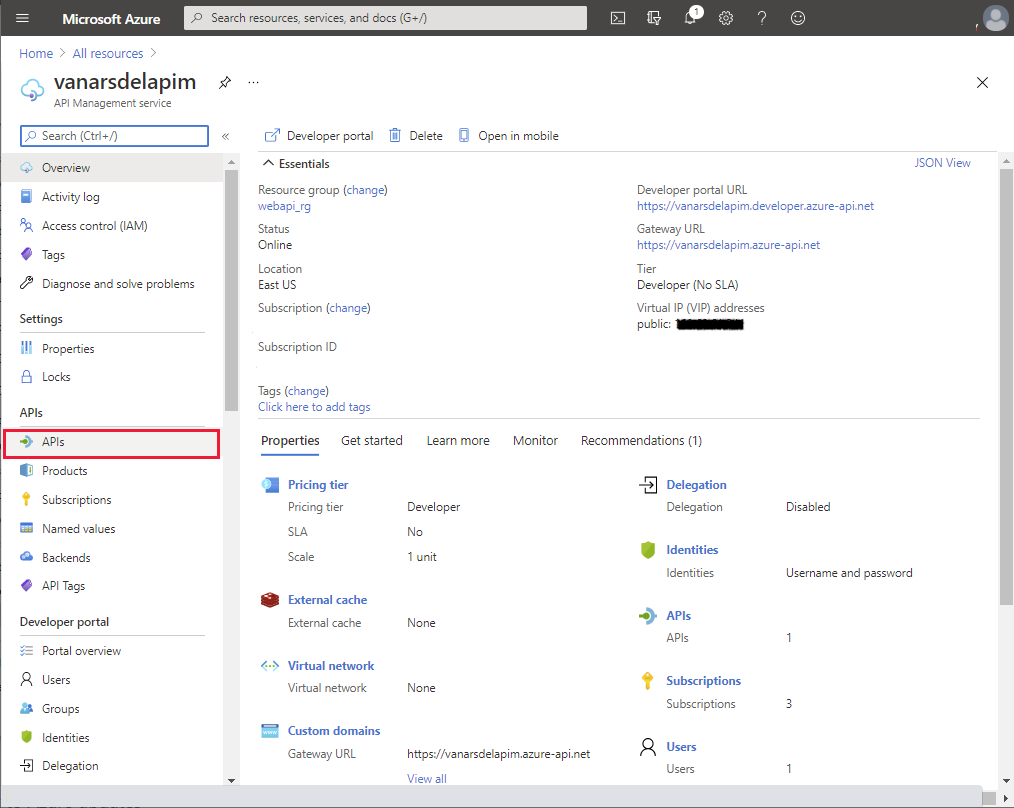 Microsoft Azure
Search resources, services, and docs (G+/)
1
Home > All resources >
vanarsdelapim
...
API Management service
Search (Ctrl+/)
«
Developer portal
Delete
Open in mobile
Overview
Activity log
Access control (IAM)
Tags
Diagnose and solve problems
Settings
Properties
Locks
APIs
APIs
Products
Subscriptions
Named values
Backends
API Tags
Developer portal
Portal overview
Users
Groups
Identities
Delegation
Essentials
JSON View
Resource group (change)
webapi_rg
Status
Online
Location
East US
Subscription (change)
Subscription ID
Tags (change)
Click here to add tags
Developer portal URL
https://vanarsdelapim.developer.azure-api.net
Gateway URL
https://vanarsdelapim.azure-api.net
Tier
Developer (No SLA)
Virtual IP (VIP) addresses
public:
Properties Get started Learn more Monitor Recommendations (1)
Pricing tier
Pricing tier Developer
SLA No
Scale 1 unit
External cache
External cache None
Virtual network
Virtual network None
Custom domains
Gateway URL https://vanarsdelapim.azure-api.net
View all
Delegation
Delegation Disabled
Identities
Identities Username and password
APIs
APIs 1
Subscriptions
Subscriptions 3
Users
Users 1